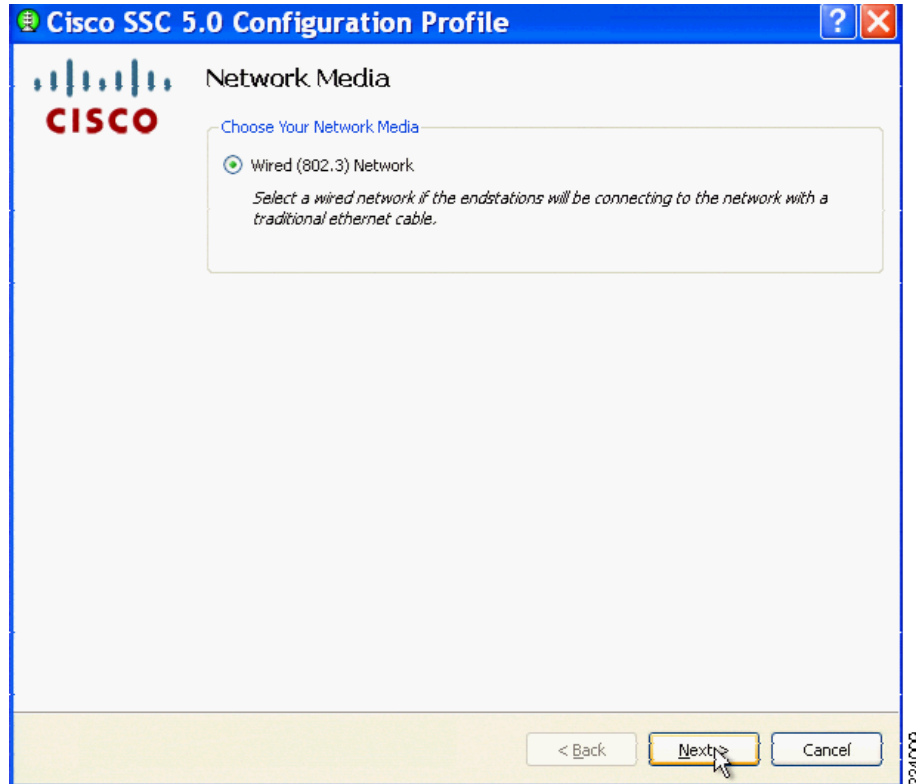 Cisco SSC 5.0 Configuration Profile
CISCO
Network Media
Choose Your Network Media
Wired (802.3) Network
Select a wired network if the endstations will be connecting to the network with a
traditional ethernet cable.
< Back
Next >
Cancel